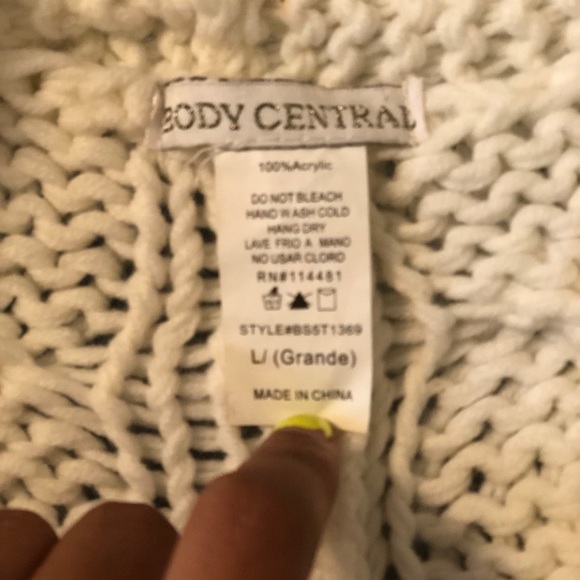 BODY CENTRAL
100%Acrylic
DO NOT BLEACH
HAND WASH COLD
HANG DRY
LAVE FRIO A MANO
NO USAR CLORO
RN#114481
STYLE#BS5T1369
L/ (Grande)
MADE IN CHINA